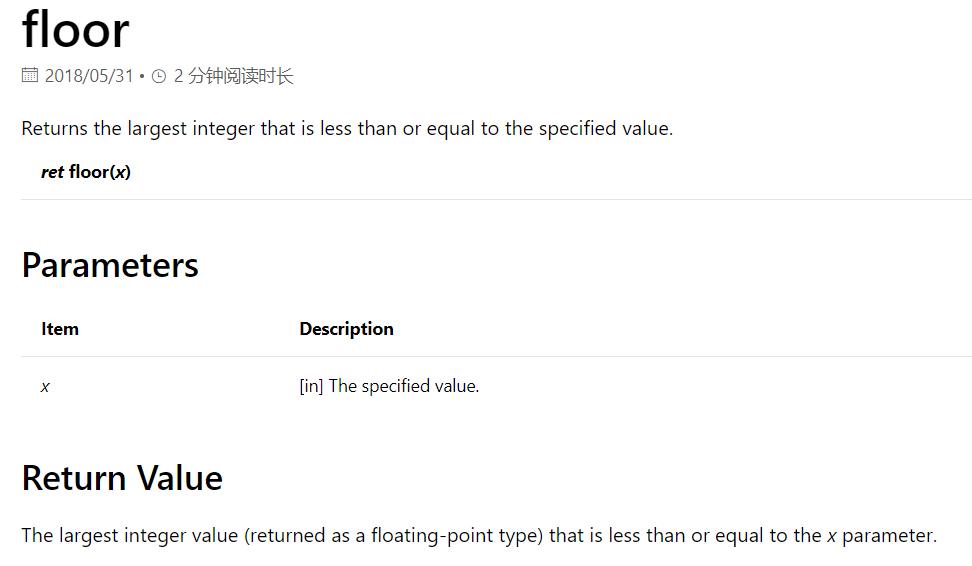 floor
2018/05/31 • 2 分钟阅读时长
Returns the largest integer that is less than or equal to the specified value.
ret floor(x)
Parameters
Item Description
x [in] The specified value.
Return Value
The largest integer value (returned as a floating-point type) that is less than or equal to the x parameter.